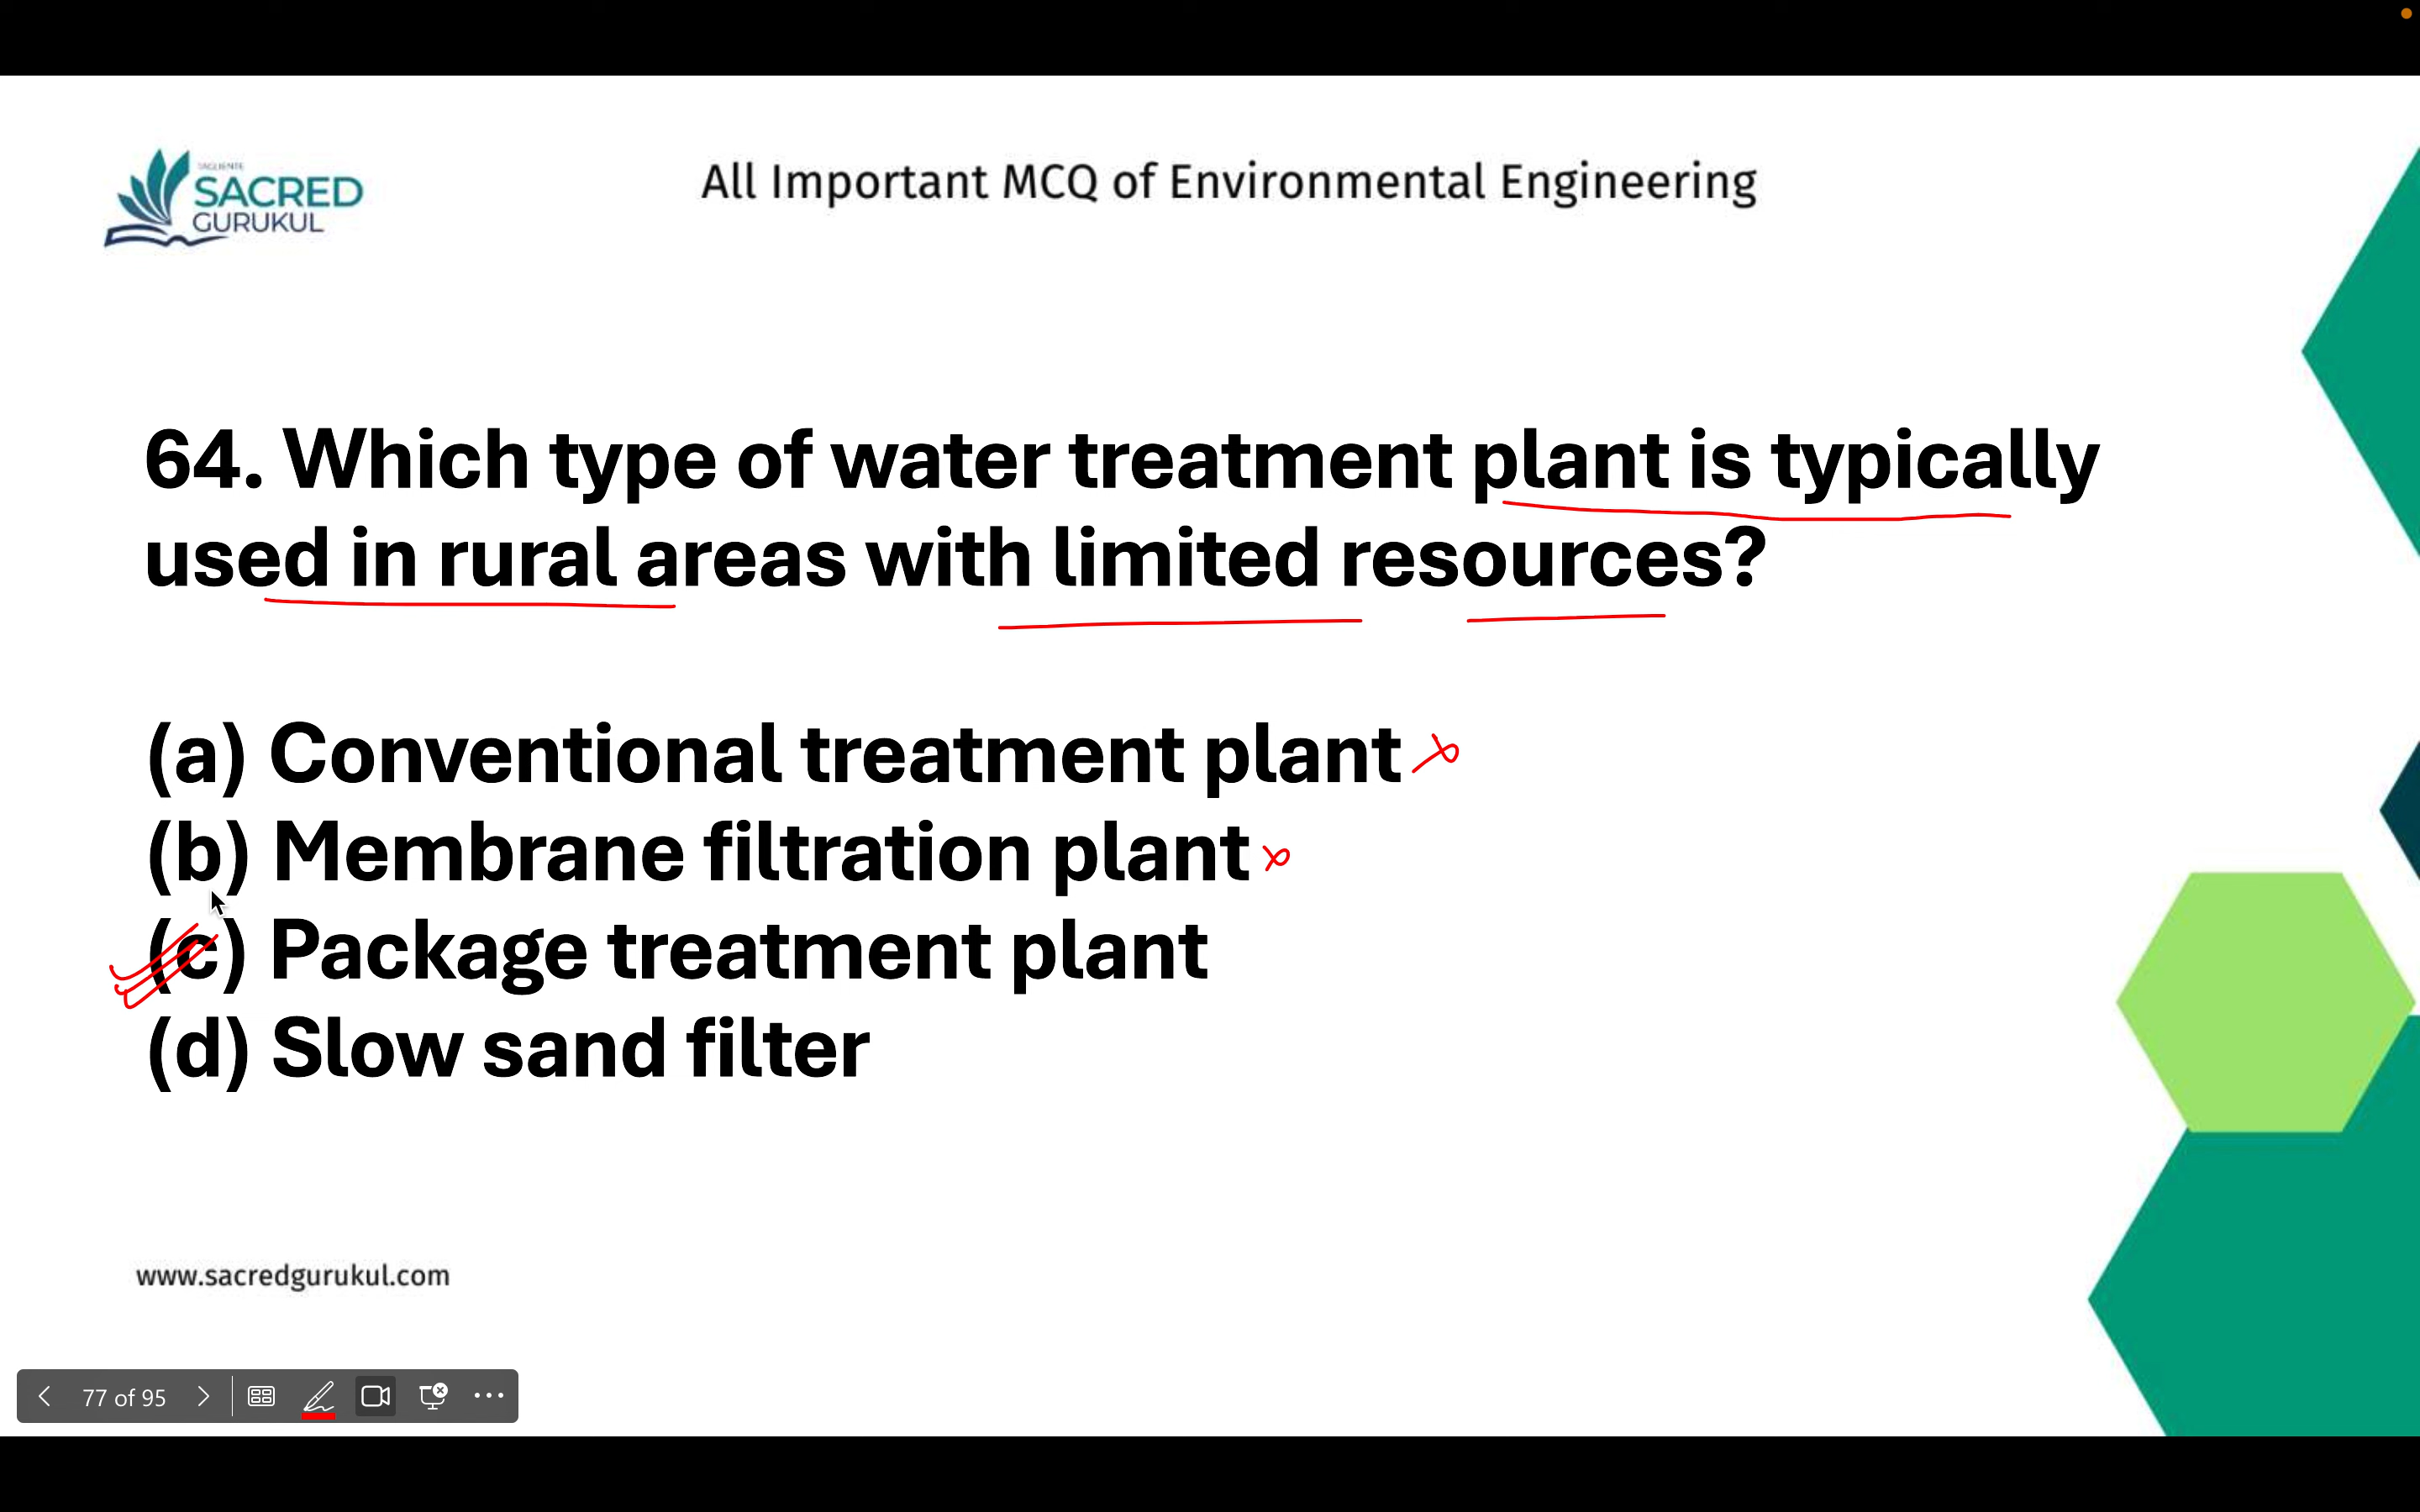 TAGLIENTE
SACRED
GURUKUL
All Important MCQ of Environmental Engineering
64. Which type of water treatment plant is typically
used in rural areas with limited resources?
(a) Conventional treatment plant
(b) Membrane filtration plant
(c) Package treatment plant
(d) Slow sand filter
www.sacredgurukul.com
77 of 95